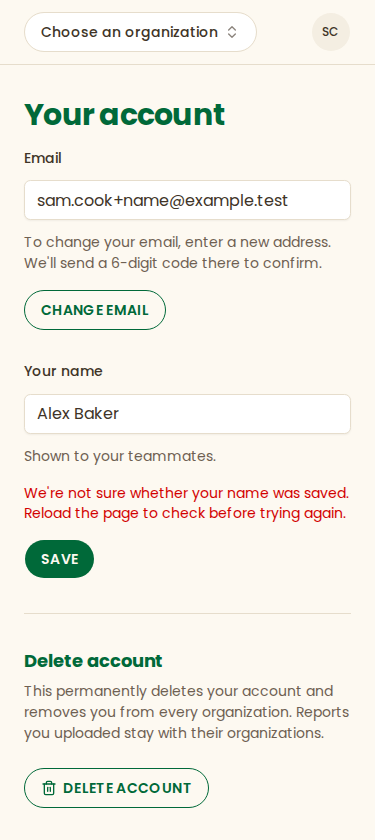 Choose an organization
SC
Your account
Email
sam.cook+name@example.test
To change your email, enter a new address.
We'll send a 6-digit code there to confirm.
CHANGE EMAIL
Your name
Alex Baker
Shown to your teammates.
We're not sure whether your name was saved.
Reload the page to check before trying again.
SAVE
Delete account
This permanently deletes your account and
removes you from every organization. Reports
you uploaded stay with their organizations.
DELETE ACCOUNT